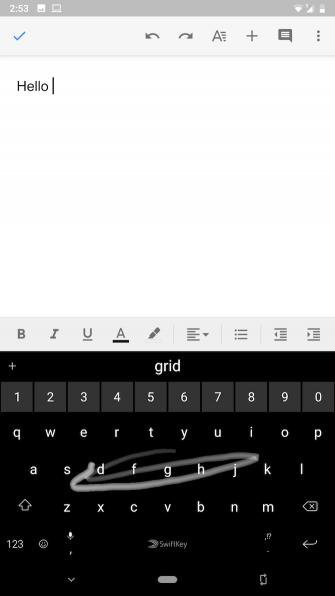 2:53
Hello
B I U A
+ grid
1 2 3 4 5 6 7 8 9 0
q w e r t y u i o p
a s d f g h j k l
z x c v b n m
123 , SwiftKey .!?